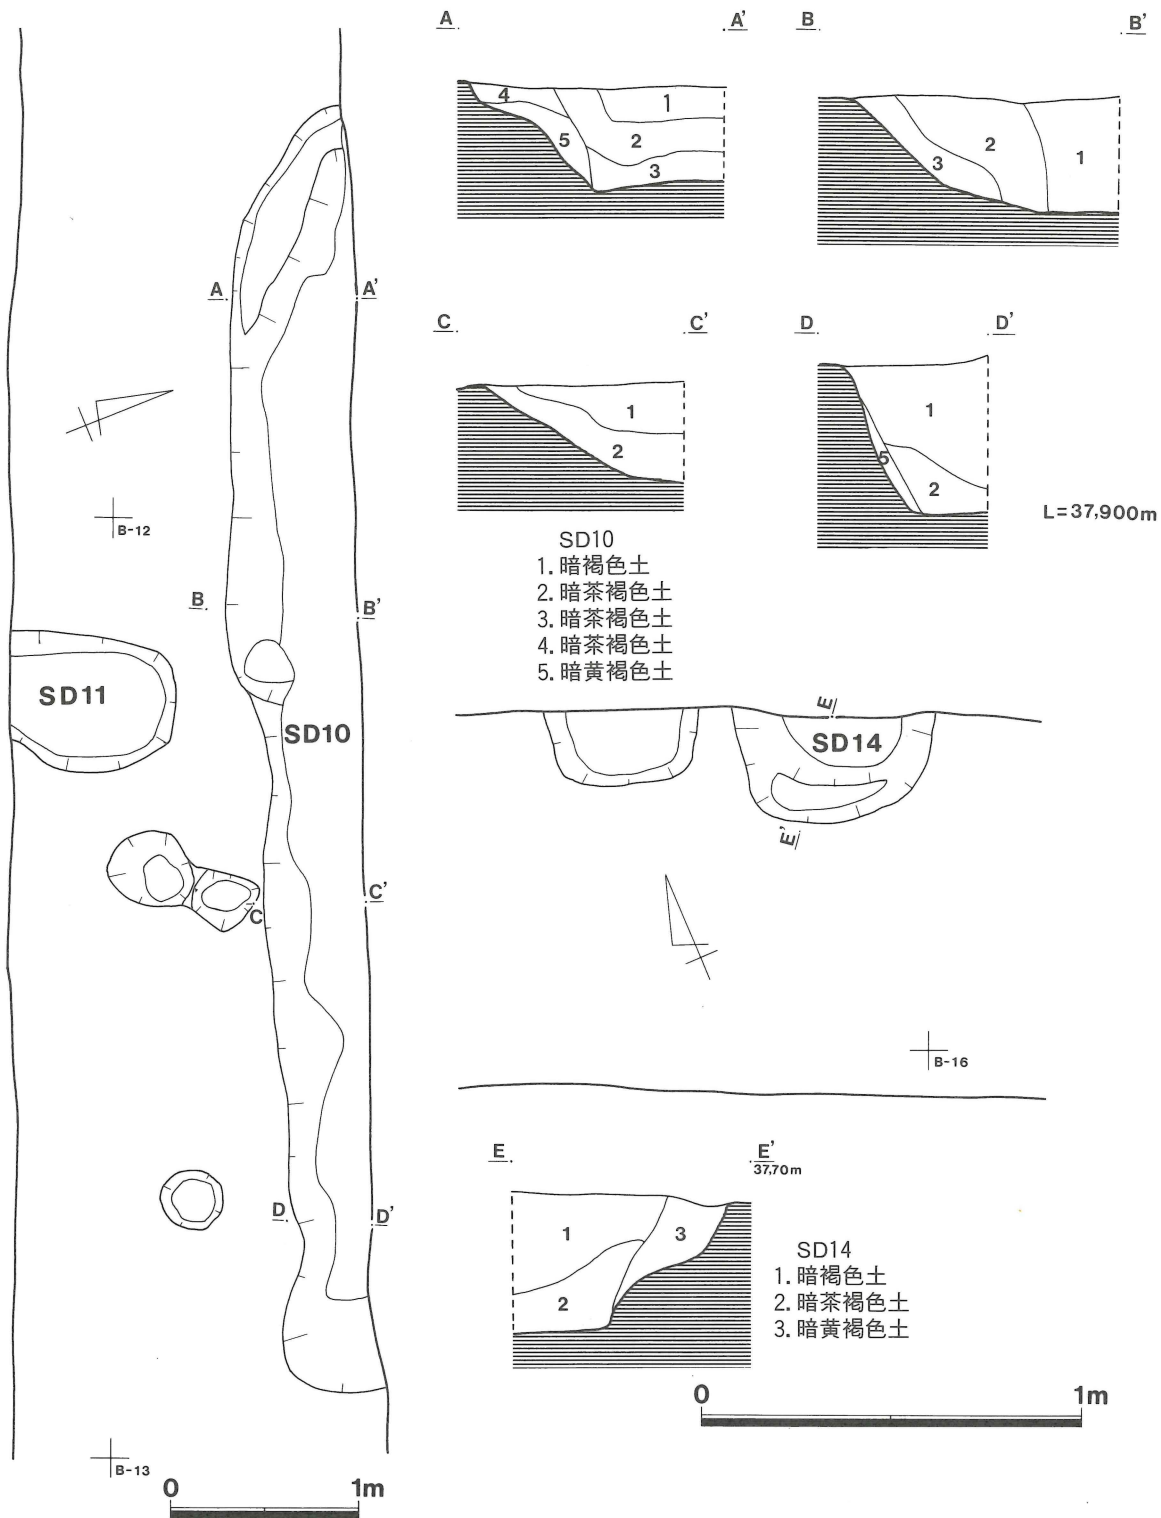 A A' B B'
4 1 2 5 3
2 3 1
A A'
C C' D D'
1 2
1 5 2
L=37,900m
B-12
SD10
1. 暗褐色土
2. 暗茶褐色土
3. 暗茶褐色土
4. 暗茶褐色土
5. 暗黄褐色土
B B'
SD11
SD10
E
SD14
E'
C C'
B-16
E E'
37,70m
D D'
1 2 3
SD14
1. 暗褐色土
2. 暗茶褐色土
3. 暗黄褐色土
0 1m
B-13
0 1m